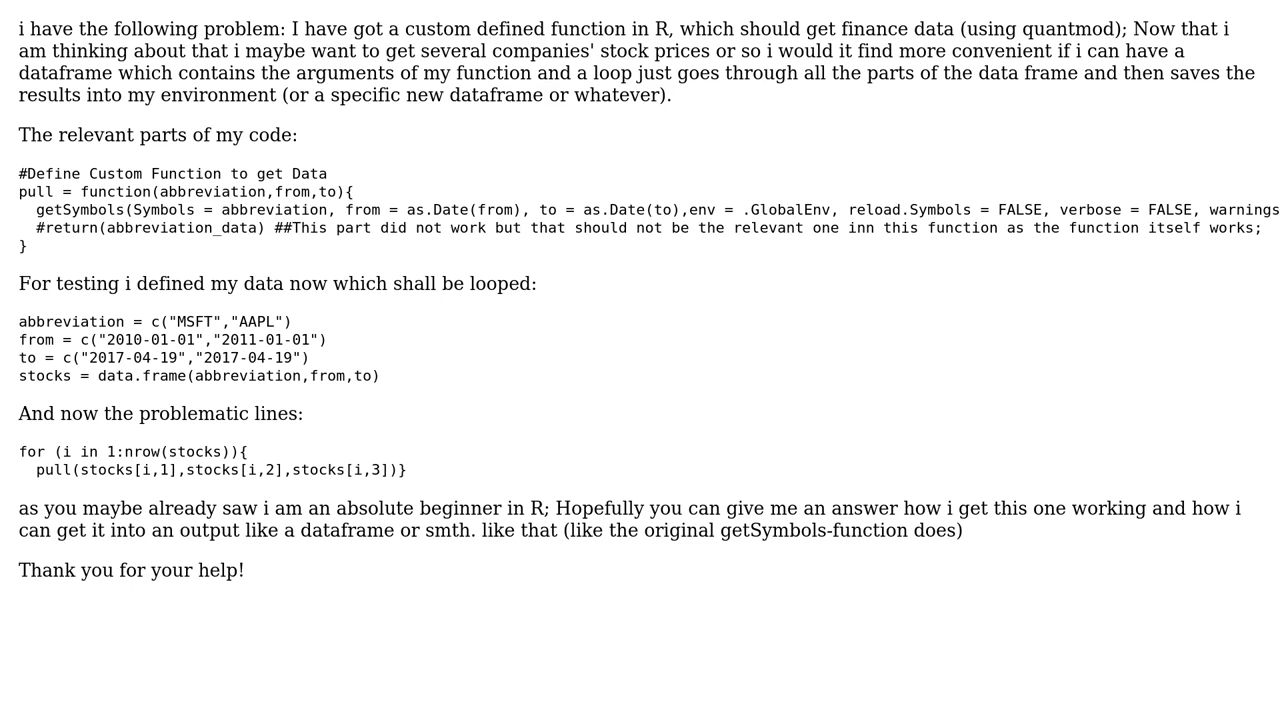 i have the following problem: I have got a custom defined function in R, which should get finance data (using quantmod); Now that i
am thinking about that i maybe want to get several companies' stock prices or so i would it find more convenient if i can have a
dataframe which contains the arguments of my function and a loop just goes through all the parts of the data frame and then saves the
results into my environment (or a specific new dataframe or whatever).
The relevant parts of my code:
#Define Custom Function to get Data
pull = function(abbreviation,from,to){
  getSymbols(Symbols = abbreviation, from = as.Date(from), to = as.Date(to),env = .GlobalEnv, reload.Symbols = FALSE, verbose = FALSE, warnings
  #return(abbreviation_data) ##This part did not work but that should not be the relevant one inn this function as the function itself works;
}
For testing i defined my data now which shall be looped:
abbreviation = c("MSFT","AAPL")
from = c("2010-01-01","2011-01-01")
to = c("2017-04-19","2017-04-19")
stocks = data.frame(abbreviation,from,to)
And now the problematic lines:
for (i in 1:nrow(stocks)){
  pull(stocks[i,1],stocks[i,2],stocks[i,3])}
as you maybe already saw i am an absolute beginner in R; Hopefully you can give me an answer how i get this one working and how i
can get it into an output like a dataframe or smth. like that (like the original getSymbols-function does)
Thank you for your help!